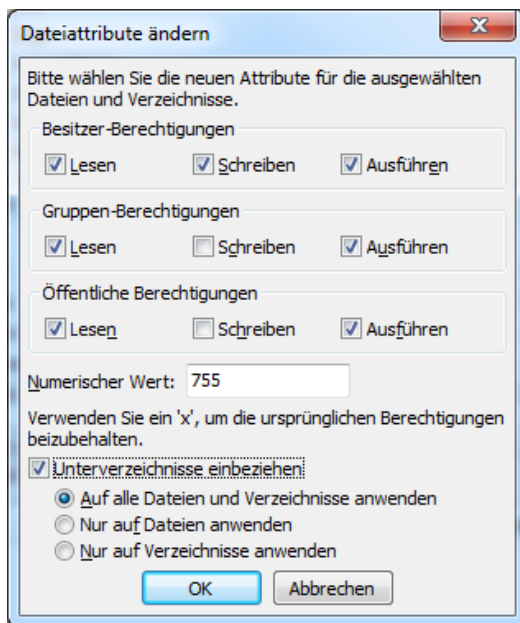 Dateiattribute ändern
Bitte wählen Sie die neuen Attribute für die ausgewählten
Dateien und Verzeichnisse.
Besitzer-Berechtigungen
Lesen Schreiben Ausführen
Gruppen-Berechtigungen
Lesen Schreiben Ausführen
Öffentliche Berechtigungen
Lesen Schreiben Ausführen
Numerischer Wert: 755
Verwenden Sie ein 'x', um die ursprünglichen Berechtigungen
beizubehalten.
Unterverzeichnisse einbeziehen
Auf alle Dateien und Verzeichnisse anwenden
Nur auf Dateien anwenden
Nur auf Verzeichnisse anwenden
OK Abbrechen